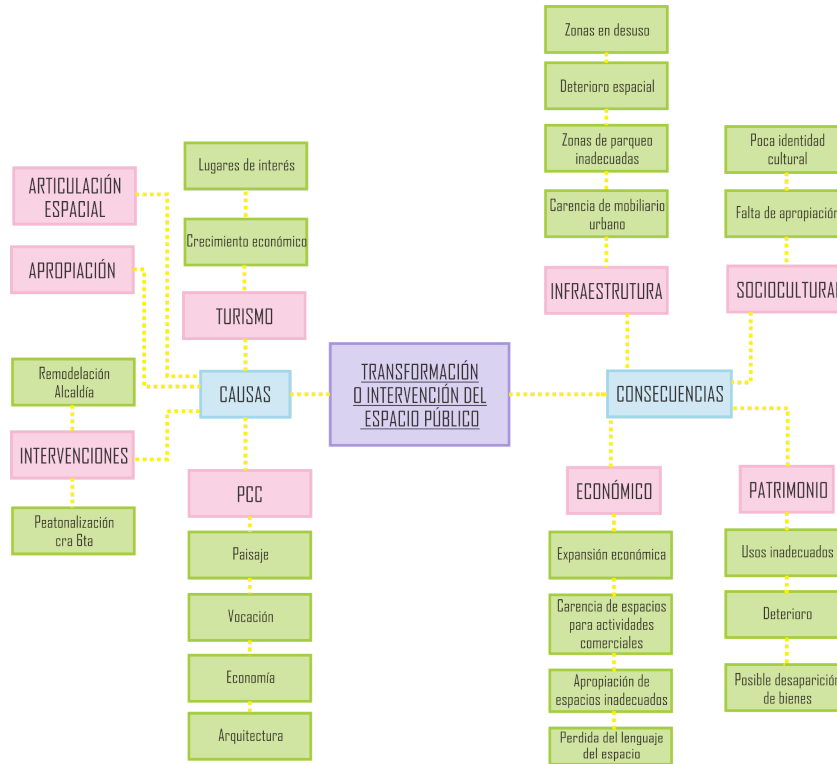 Zonas en desuso
Deterioro espacial
Zonas de parqueo
inadecuadas
Carencia de mobiliario
urbano
INFRAESTRUTURA
Poca identidad
cultural
Falta de apropiación
SOCIOCULTURAL
Lugares de interés
Crecimiento económico
TURISMO
ARTICULACIÓN
ESPACIAL
APROPIACIÓN
Remodelación
Alcaldía
INTERVENCIONES
Peatonalización
cra 6ta
CAUSAS
TRANSFORMACIÓN
O INTERVENCIÓN DEL
ESPACIO PÚBLICO
CONSECUENCIAS
PCC
Paisaje
Vocación
Economía
Arquitectura
ECONÓMICO
Expansión económica
Carencia de espacios
para actividades
comerciales
Apropiación de
espacios inadecuados
Perdida del lenguaje
del espacio
PATRIMONIO
Usos inadecuados
Deterioro
Posible desaparición
de bienes